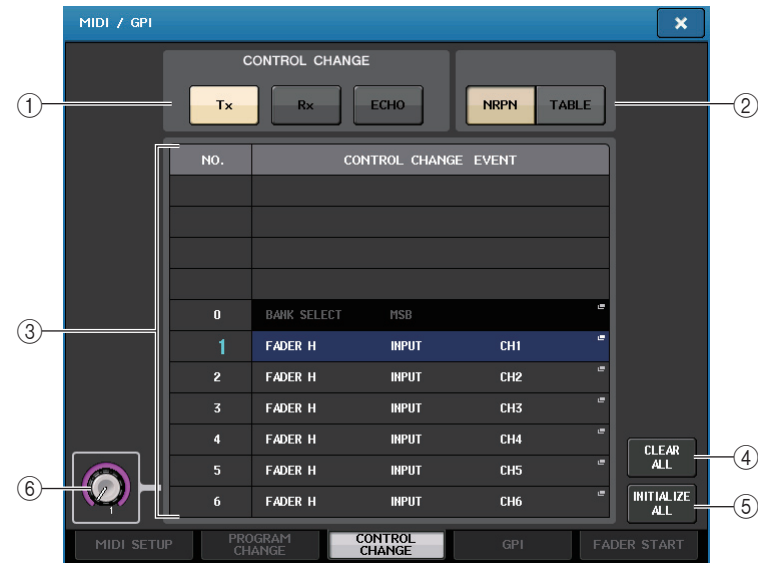 MIDI / GPI
CONTROL CHANGE
① Tx Rx ECHO NRPN TABLE ②
NO. CONTROL CHANGE EVENT
0 BANK SELECT MSB
③
1 FADER H INPUT CH1
2 FADER H INPUT CH2
3 FADER H INPUT CH3
4 FADER H INPUT CH4
CLEAR
ALL
④
5 FADER H INPUT CH5
⑥
1
6 FADER H INPUT CH6
INITIALIZE
ALL
⑤
MIDI SETUP
PROGRAM
CHANGE
CONTROL
CHANGE
GPI
FADER START